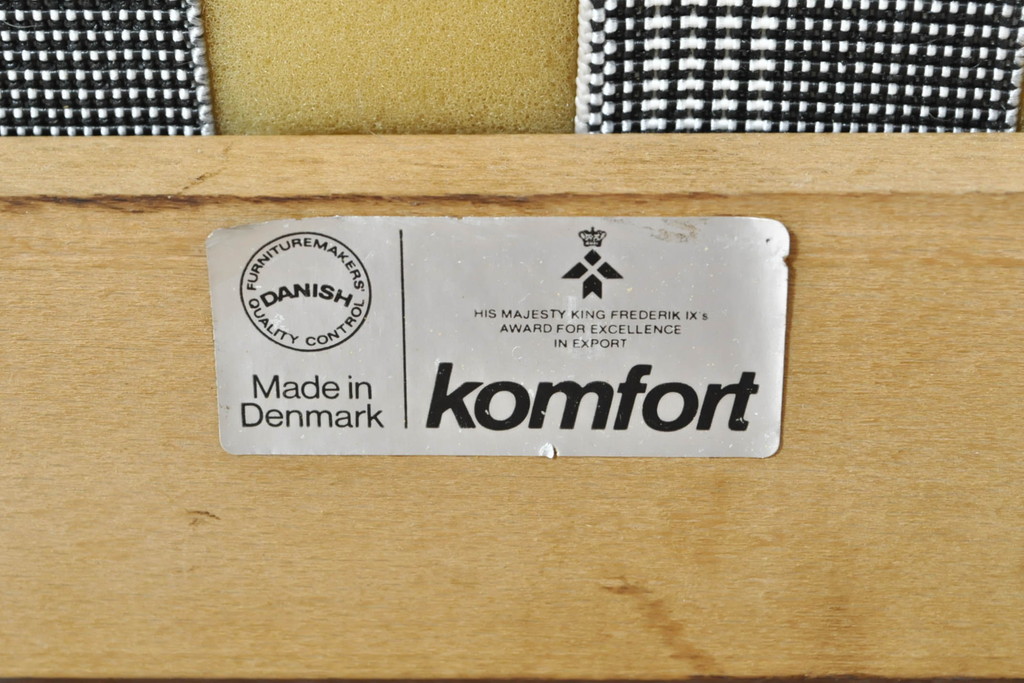 FURNITUREMAKERS'
DANISH
QUALITY CONTROL
Made in
Denmark
HIS MAJESTY KING FREDERIK IX s
AWARD FOR EXCELLENCE
IN EXPORT
komfort